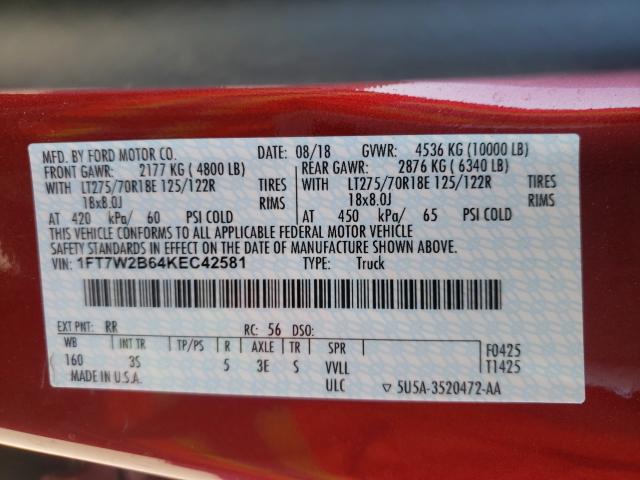 MFD. BY FORD MOTOR CO. DATE: 08/18 GVWR: 4536 KG (10000 LB)
FRONT GAWR: 2177 KG ( 4800 LB) REAR GAWR: 2876 KG ( 6340 LB)
WITH LT275/70R18E 125/122R TIRES WITH LT275/70R18E 125/122R TIRES
18x8.0J RIMS 18x8.0J RIMS
AT 420 kPa/ 60 PSI COLD AT 450 kPa/ 65 PSI COLD
THIS VEHICLE CONFORMS TO ALL APPLICABLE FEDERAL MOTOR VEHICLE
SAFETY STANDARDS IN EFFECT ON THE DATE OF MANUFACTURE SHOWN ABOVE.
VIN: 1FT7W2B64KEC42581 TYPE: Truck
EXT PNT: RR RC: 56 DSO:
WB INT TR TP/PS R AXLE TR SPR F0425
160 3S 5 3E S VVLL T1425
MADE IN U.S.A. ULC ▽ 5U5A-3520472-AA